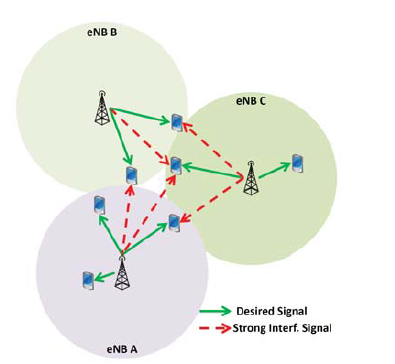 eNB B
eNB C
Desired Signal
Strong Interf. Signal
eNB A